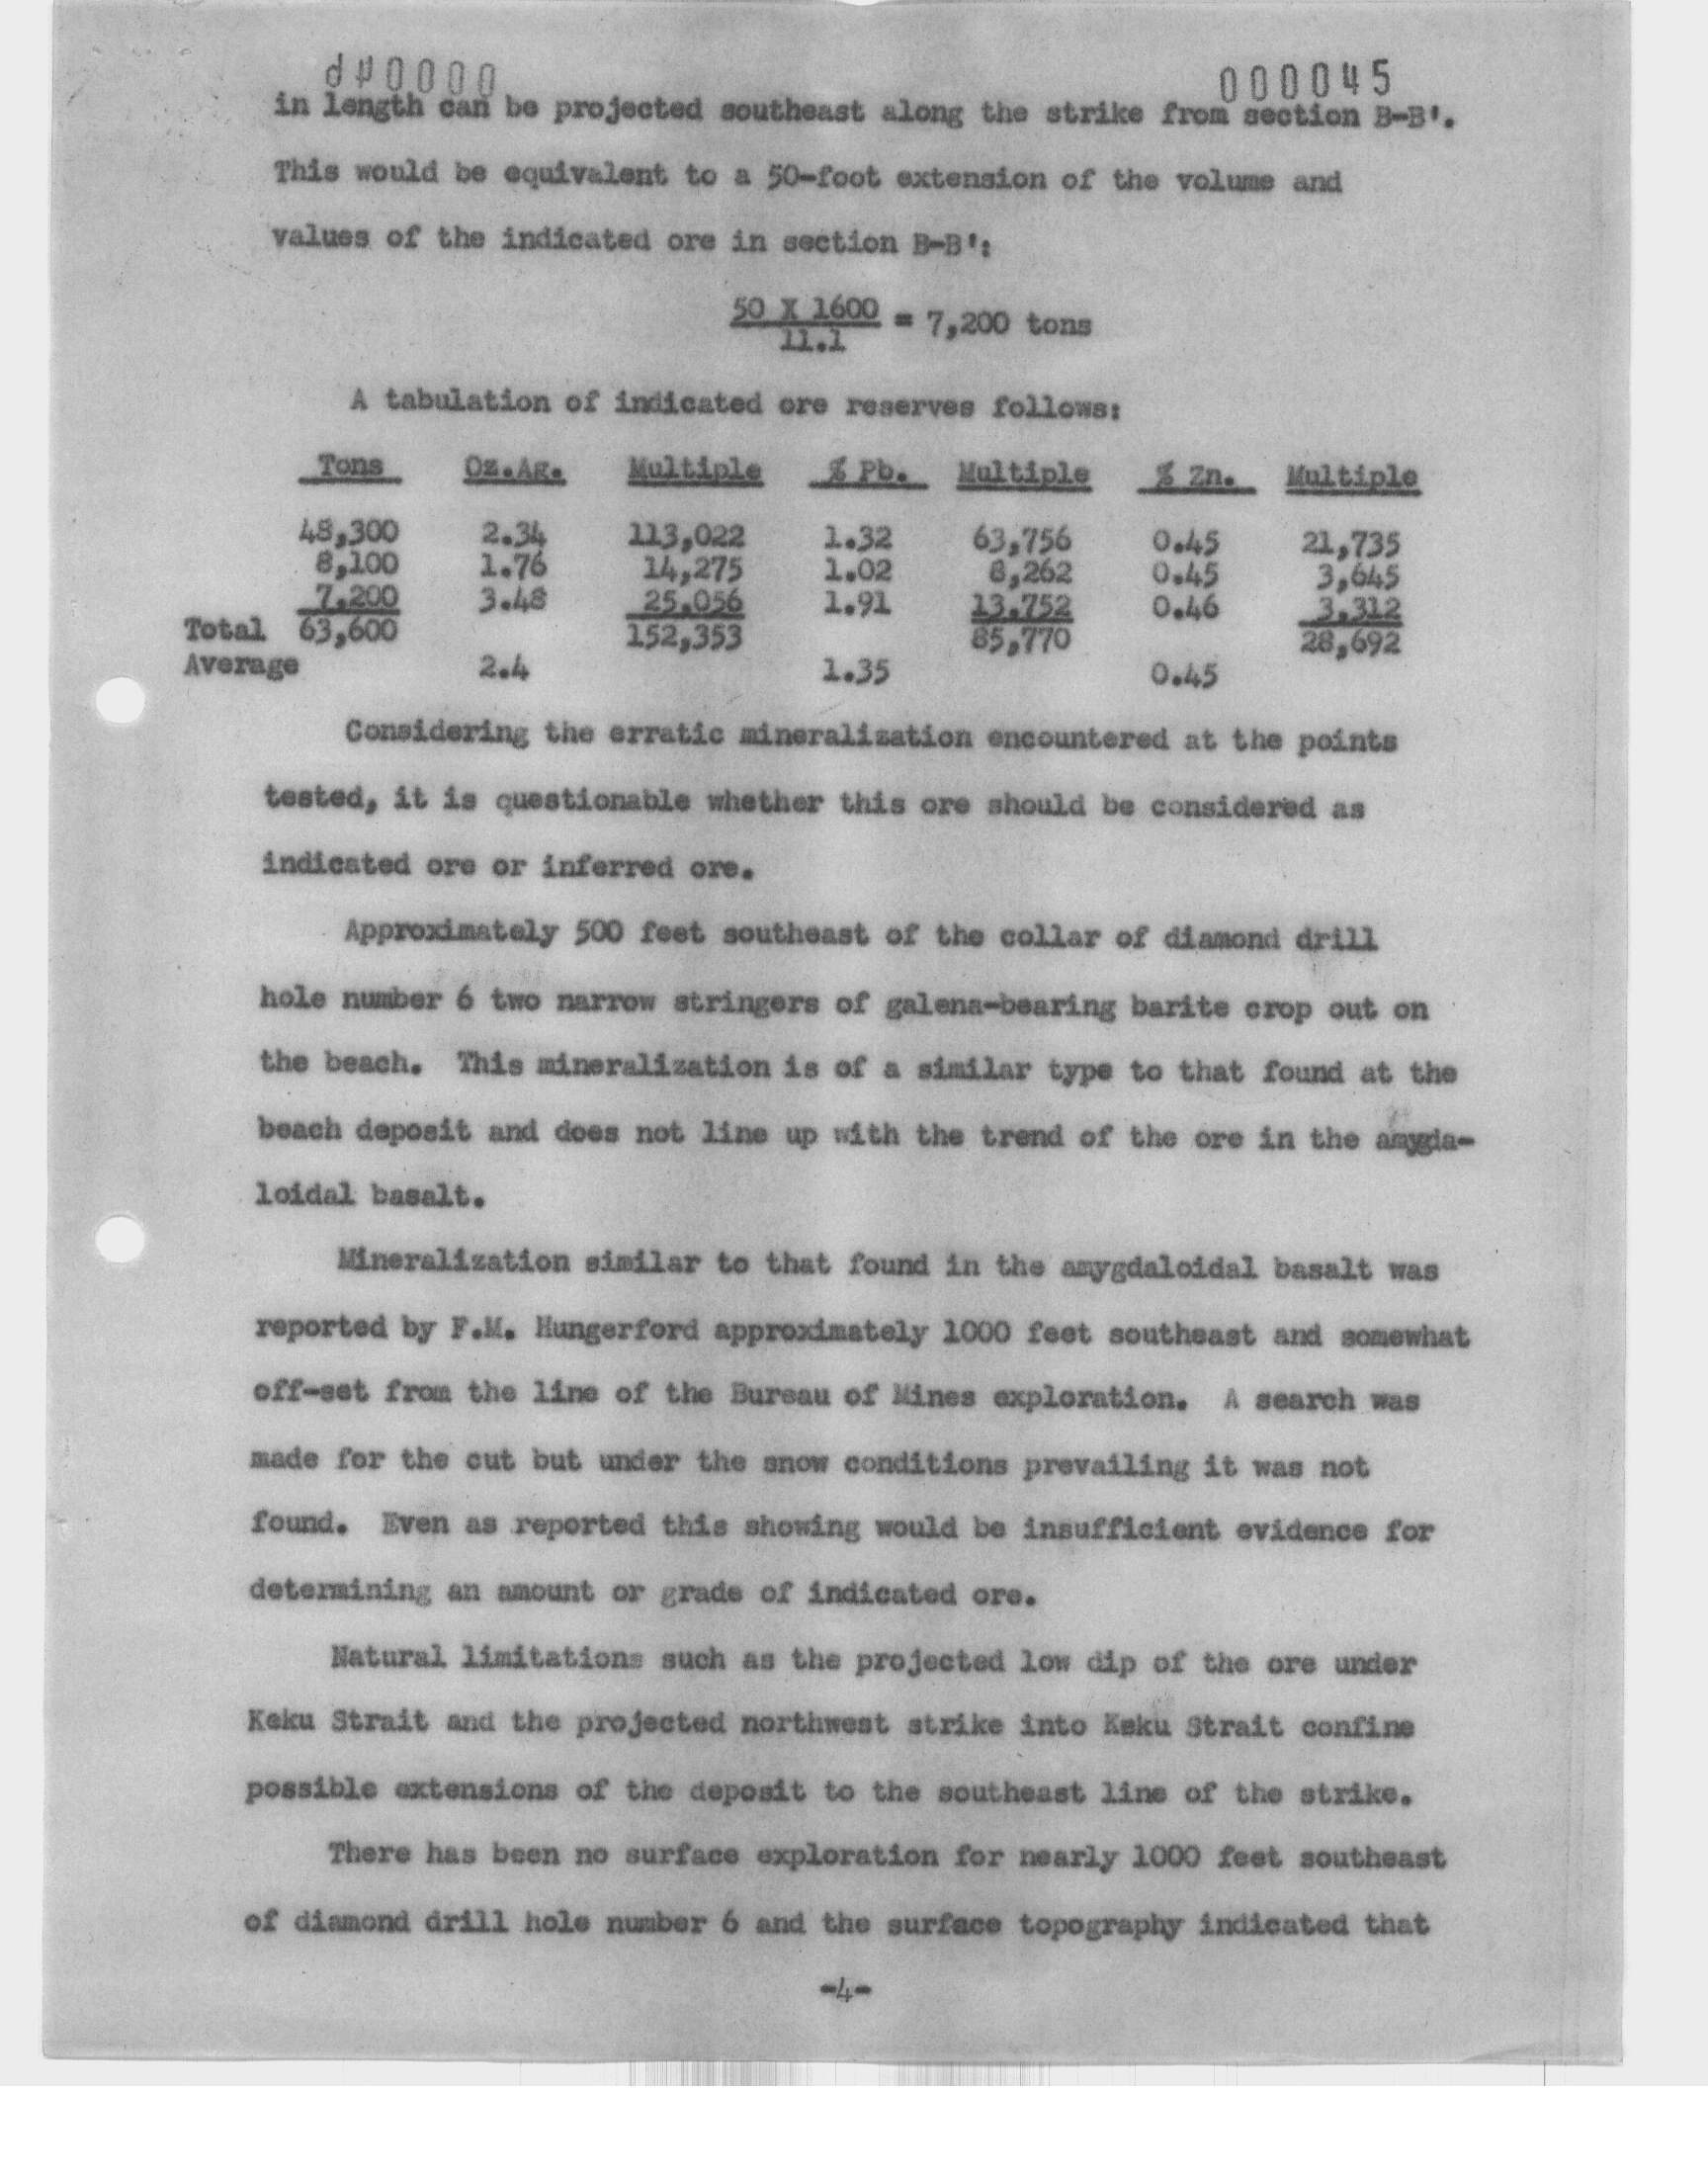 000045
in length can be projected southeast along the strike from section B-B'.
This would be equivalent to a 50-foot extension of the volume and
values of the indicated ore in section B-B':
50 X 1600
11.1
= 7,200 tons
A tabulation of indicated ore reserves follows:
Tons Oz.Ag. Multiple % Pb. Multiple % Zn. Multiple
48,300 2.34 113,022 1.32 63,756 0.45 21,735
8,100 1.76 14,275 1.02 8,262 0.45 3,645
7,200 3.48 25,056 1.91 13,752 0.46 3,312
Total 63,600 152,353 85,770 28,692
Average 2.4 1.35 0.45
Considering the erratic mineralization encountered at the points
tested, it is questionable whether this ore should be considered as
indicated ore or inferred ore.
Approximately 500 feet southeast of the collar of diamond drill
hole number 6 two narrow stringers of galena-bearing barite crop out on
the beach. This mineralization is of a similar type to that found at the
beach deposit and does not line up with the trend of the ore in the amygda-
loidal basalt.
Mineralization similar to that found in the amygdaloidal basalt was
reported by F.M. Hungerford approximately 1000 feet southeast and somewhat
off-set from the line of the Bureau of Mines exploration. A search was
made for the cut but under the snow conditions prevailing it was not
found. Even as reported this showing would be insufficient evidence for
determining an amount or grade of indicated ore.
Natural limitations such as the projected low dip of the ore under
Keku Strait and the projected northwest strike into Keku Strait confine
possible extensions of the deposit to the southeast line of the strike.
There has been no surface exploration for nearly 1000 feet southeast
of diamond drill hole number 6 and the surface topography indicated that
-4-